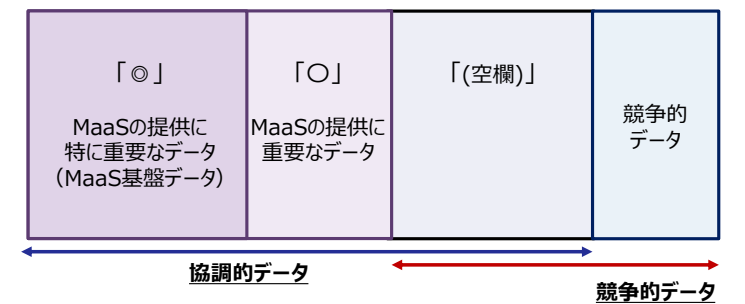 「◎」
MaaSの提供に
特に重要なデータ
(MaaS基盤データ)
「〇」
MaaSの提供に
重要なデータ
「(空欄)」
競争的
データ
協調的データ
競争的データ